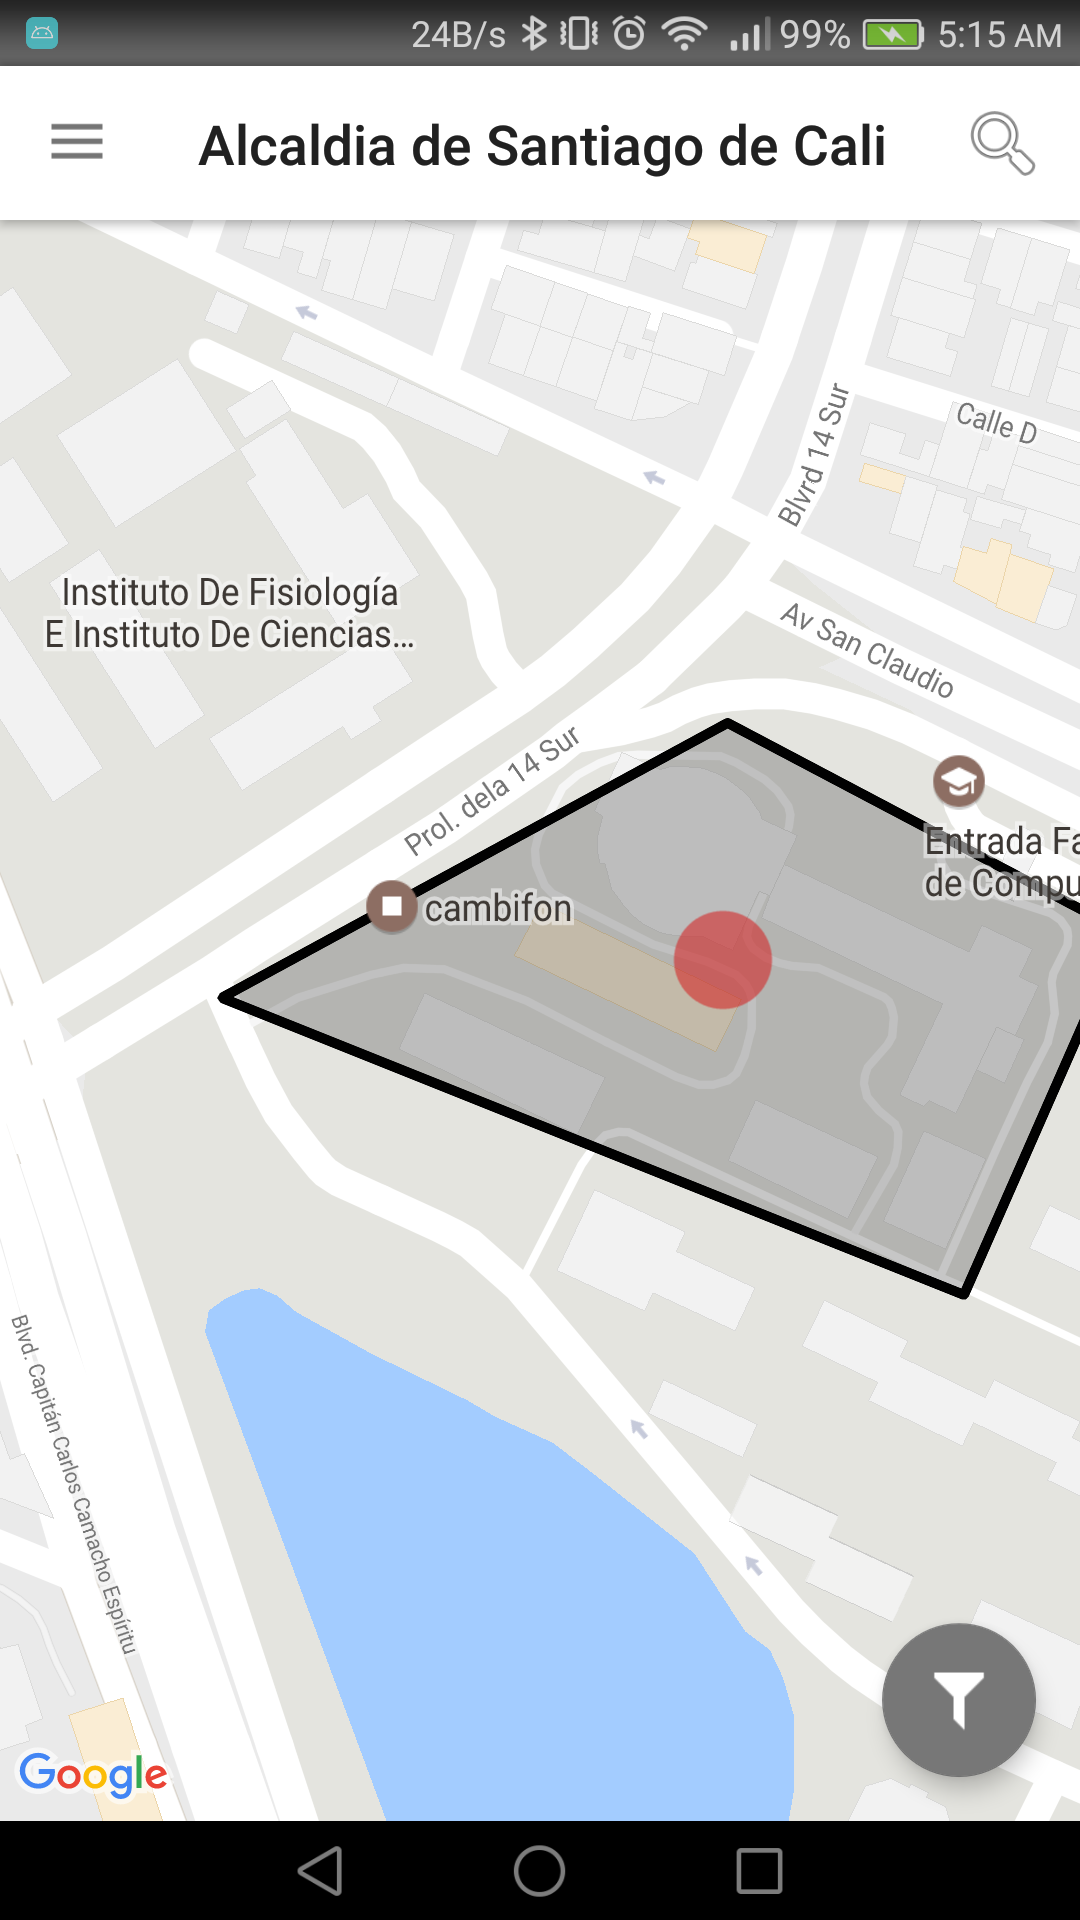 24B/s 99% 5:15 AM
Alcaldia de Santiago de Cali
Calle D
Blvrd 14 Sur
Instituto De Fisiología
E Instituto De Ciencias...
Av San Claudio
Prol. dela 14 Sur
Entrada Fa
de Compu
cambifon
Blvd. Capitán Carlos Camacho Espíritu
Google